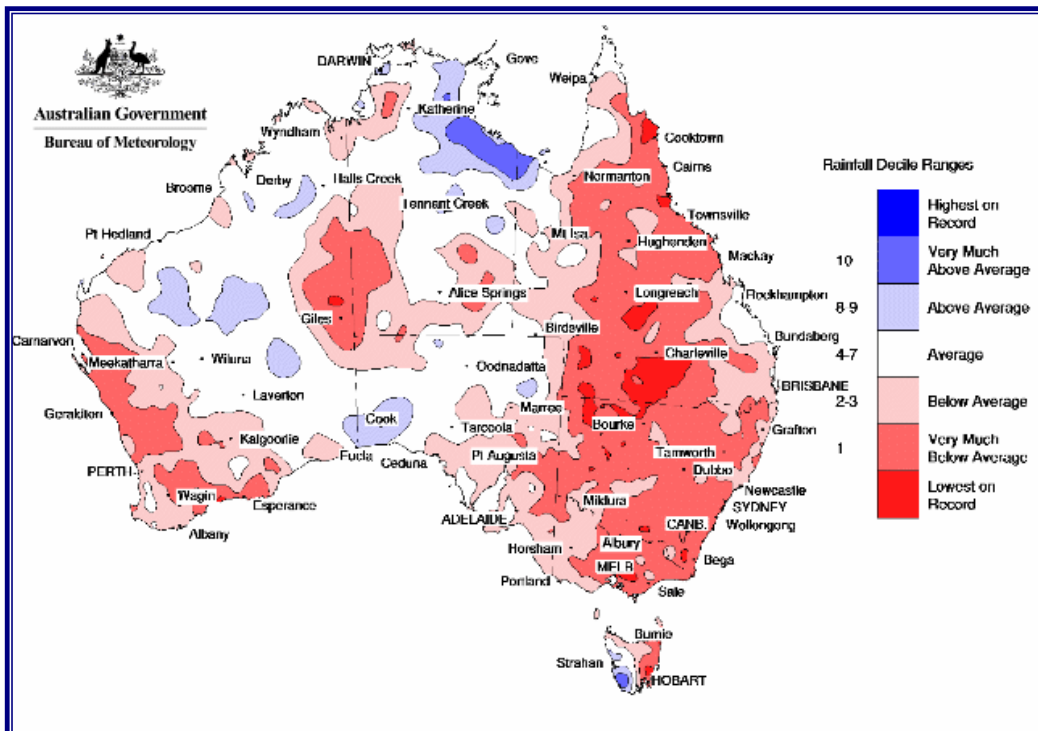 Australian Government
Bureau of Meteorology
DARWIN
Gove
Weipa
Katherine
Wyndham
Cooktown
Cairns
Broome
Derby
Halls Creek
Normanton
Tennant Creek
Townsville
Pt Hedland
Mt Isa
Hughenden
Mackay
Alice Springs
Longreach
Rockhampton
Giles
Birdsville
Bundaberg
Carnarvon
Meekatharra
Wiluna
Oodnadatta
Charleville
Laverton
Marree
BRISBANE
Geraldton
Cook
Tarcoola
Bourke
Grafton
Kalgoorlie
Eucla
Ceduna
Pt Augusta
Tamworth
Dubbo
PERTH
Wagin
Esperance
Mildura
Newcastle
SYDNEY
Wollongong
Albany
ADELAIDE
CANB.
Horsham
Albury
Bega
Portland
MELB
Sale
Burnie
Strahan
HOBART
Rainfall Decile Ranges
Highest on
Record
10
Very Much
Above Average
8-9
Above Average
4-7
Average
2-3
Below Average
1
Very Much
Below Average
Lowest on
Record